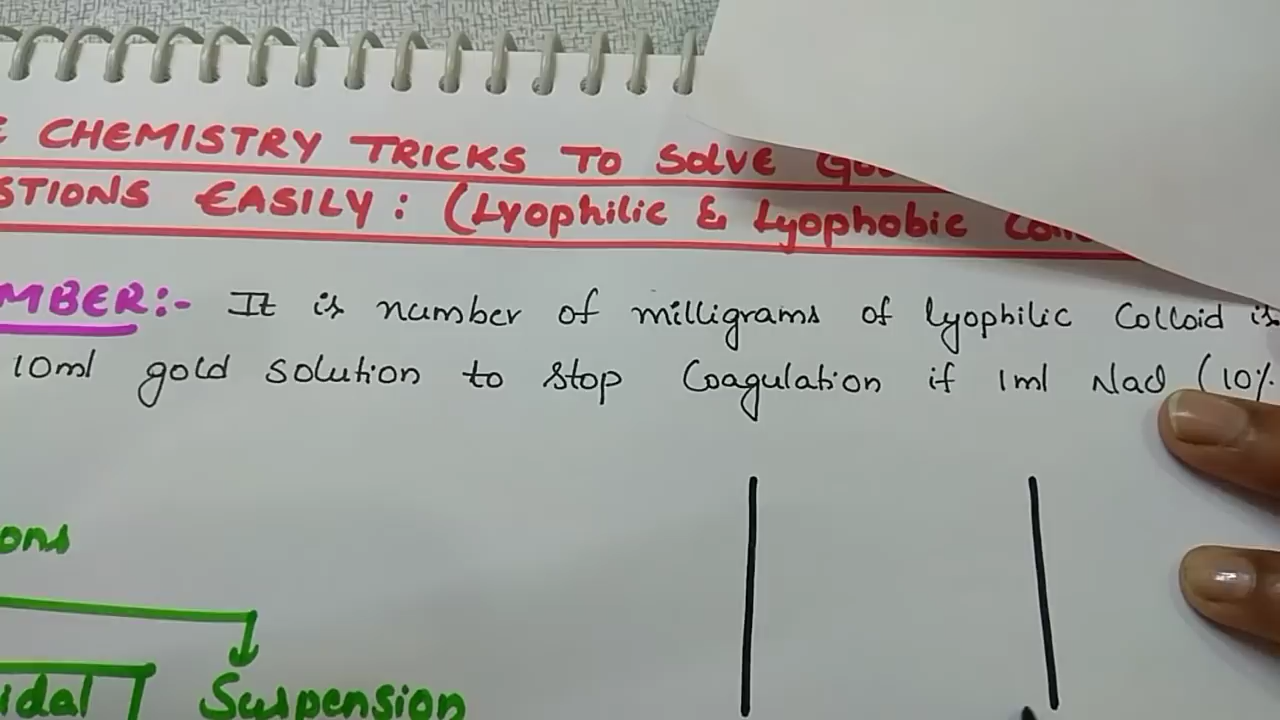 CHEMISTRY TRICKS TO SOLVE
STIONS EASILY: (Lyophilic & Lyophobic
MBER:- It is number of milligrams of lyophilic Colloid is
10ml gold solution to stop Coagulation if 1ml Nacl (10%
ons
idal Suspension